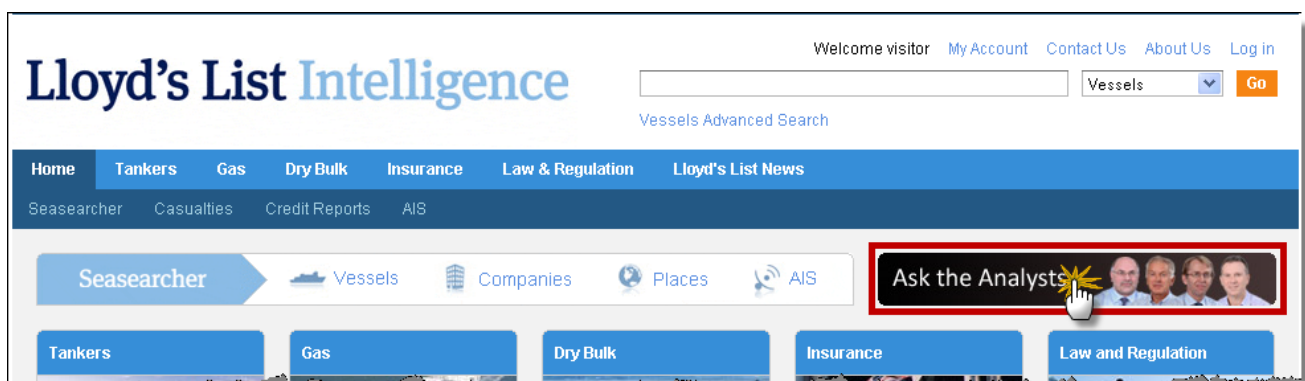 Welcome visitor My Account Contact Us About Us Log in
Lloyd's List Intelligence
Vessels Go
Vessels Advanced Search
Home Tankers Gas Dry Bulk Insurance Law & Regulation Lloyd's List News
Seasearcher Casualties Credit Reports AIS
Seasearcher Vessels Companies Places AIS Ask the Analysts
Tankers Gas Dry Bulk Insurance Law and Regulation